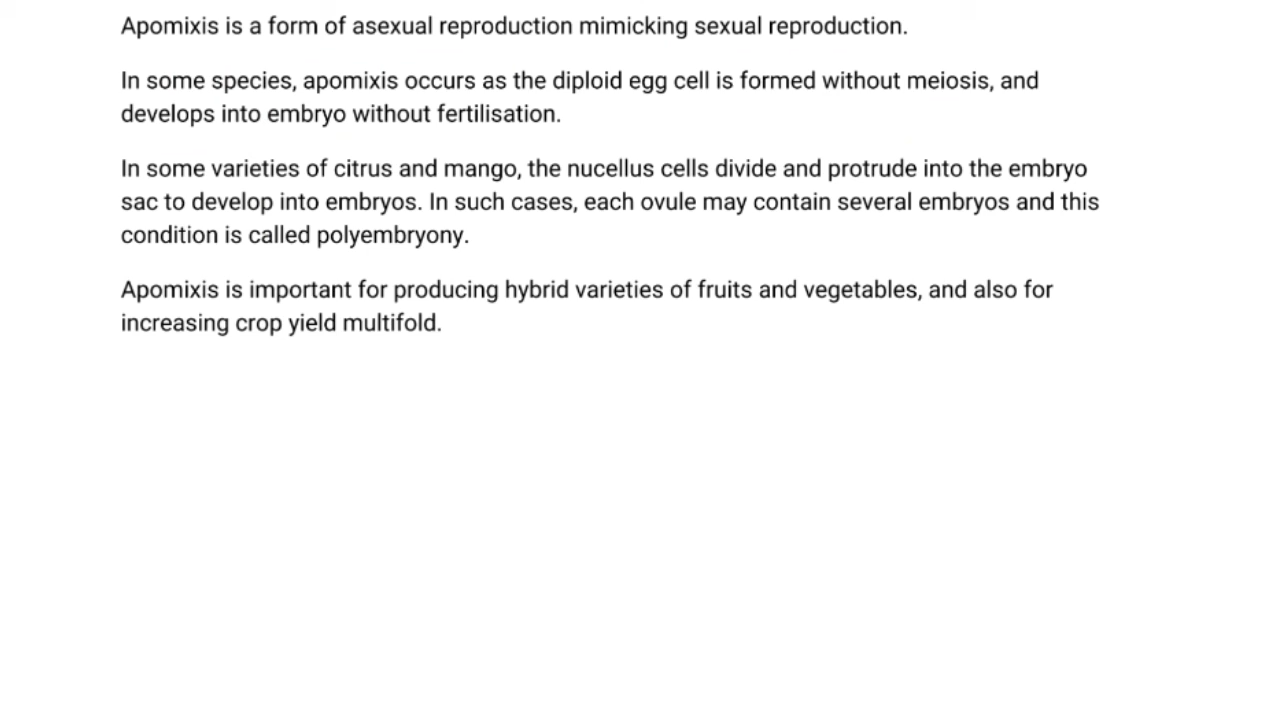 Apomixis is a form of asexual reproduction mimicking sexual reproduction.
In some species, apomixis occurs as the diploid egg cell is formed without meiosis, and
develops into embryo without fertilisation.
In some varieties of citrus and mango, the nucellus cells divide and protrude into the embryo
sac to develop into embryos. In such cases, each ovule may contain several embryos and this
condition is called polyembryony.
Apomixis is important for producing hybrid varieties of fruits and vegetables, and also for
increasing crop yield multifold.